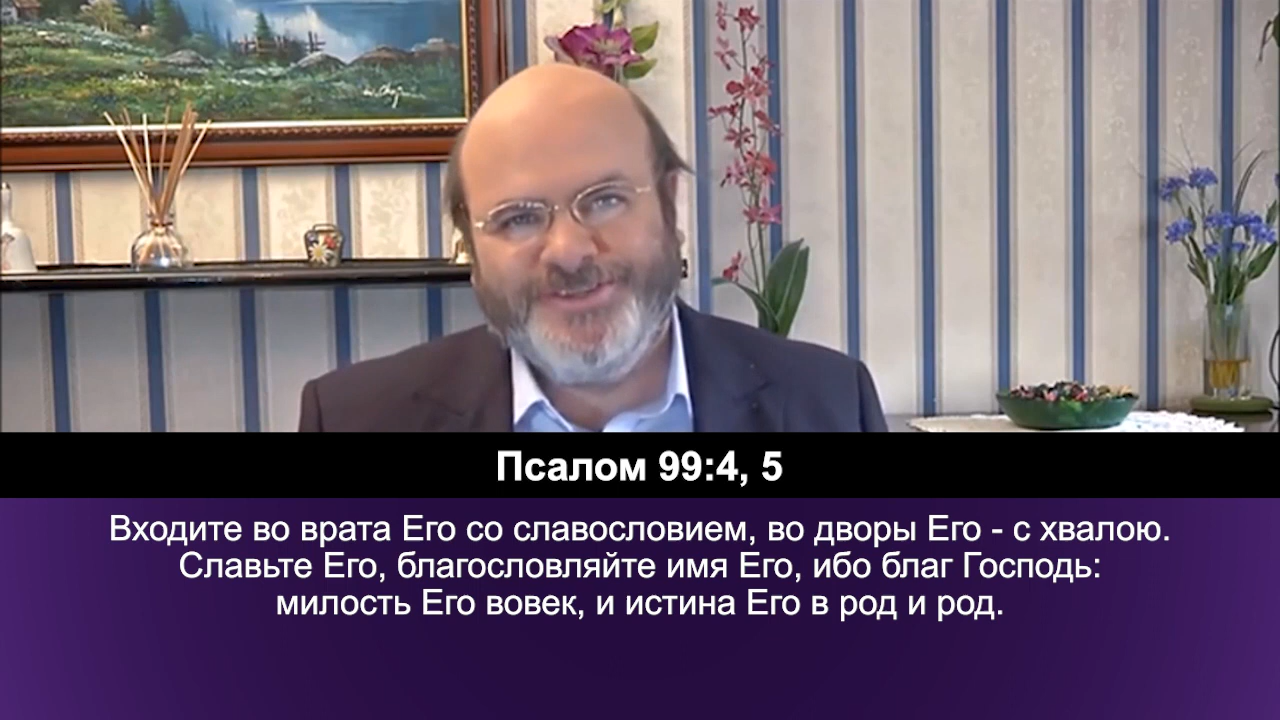 Псалом 99:4, 5
Входите во врата Его со славословием, во дворы Его - с хвалою.
Славьте Его, благословляйте имя Его, ибо благ Господь:
милость Его вовек, и истина Его в род и род.